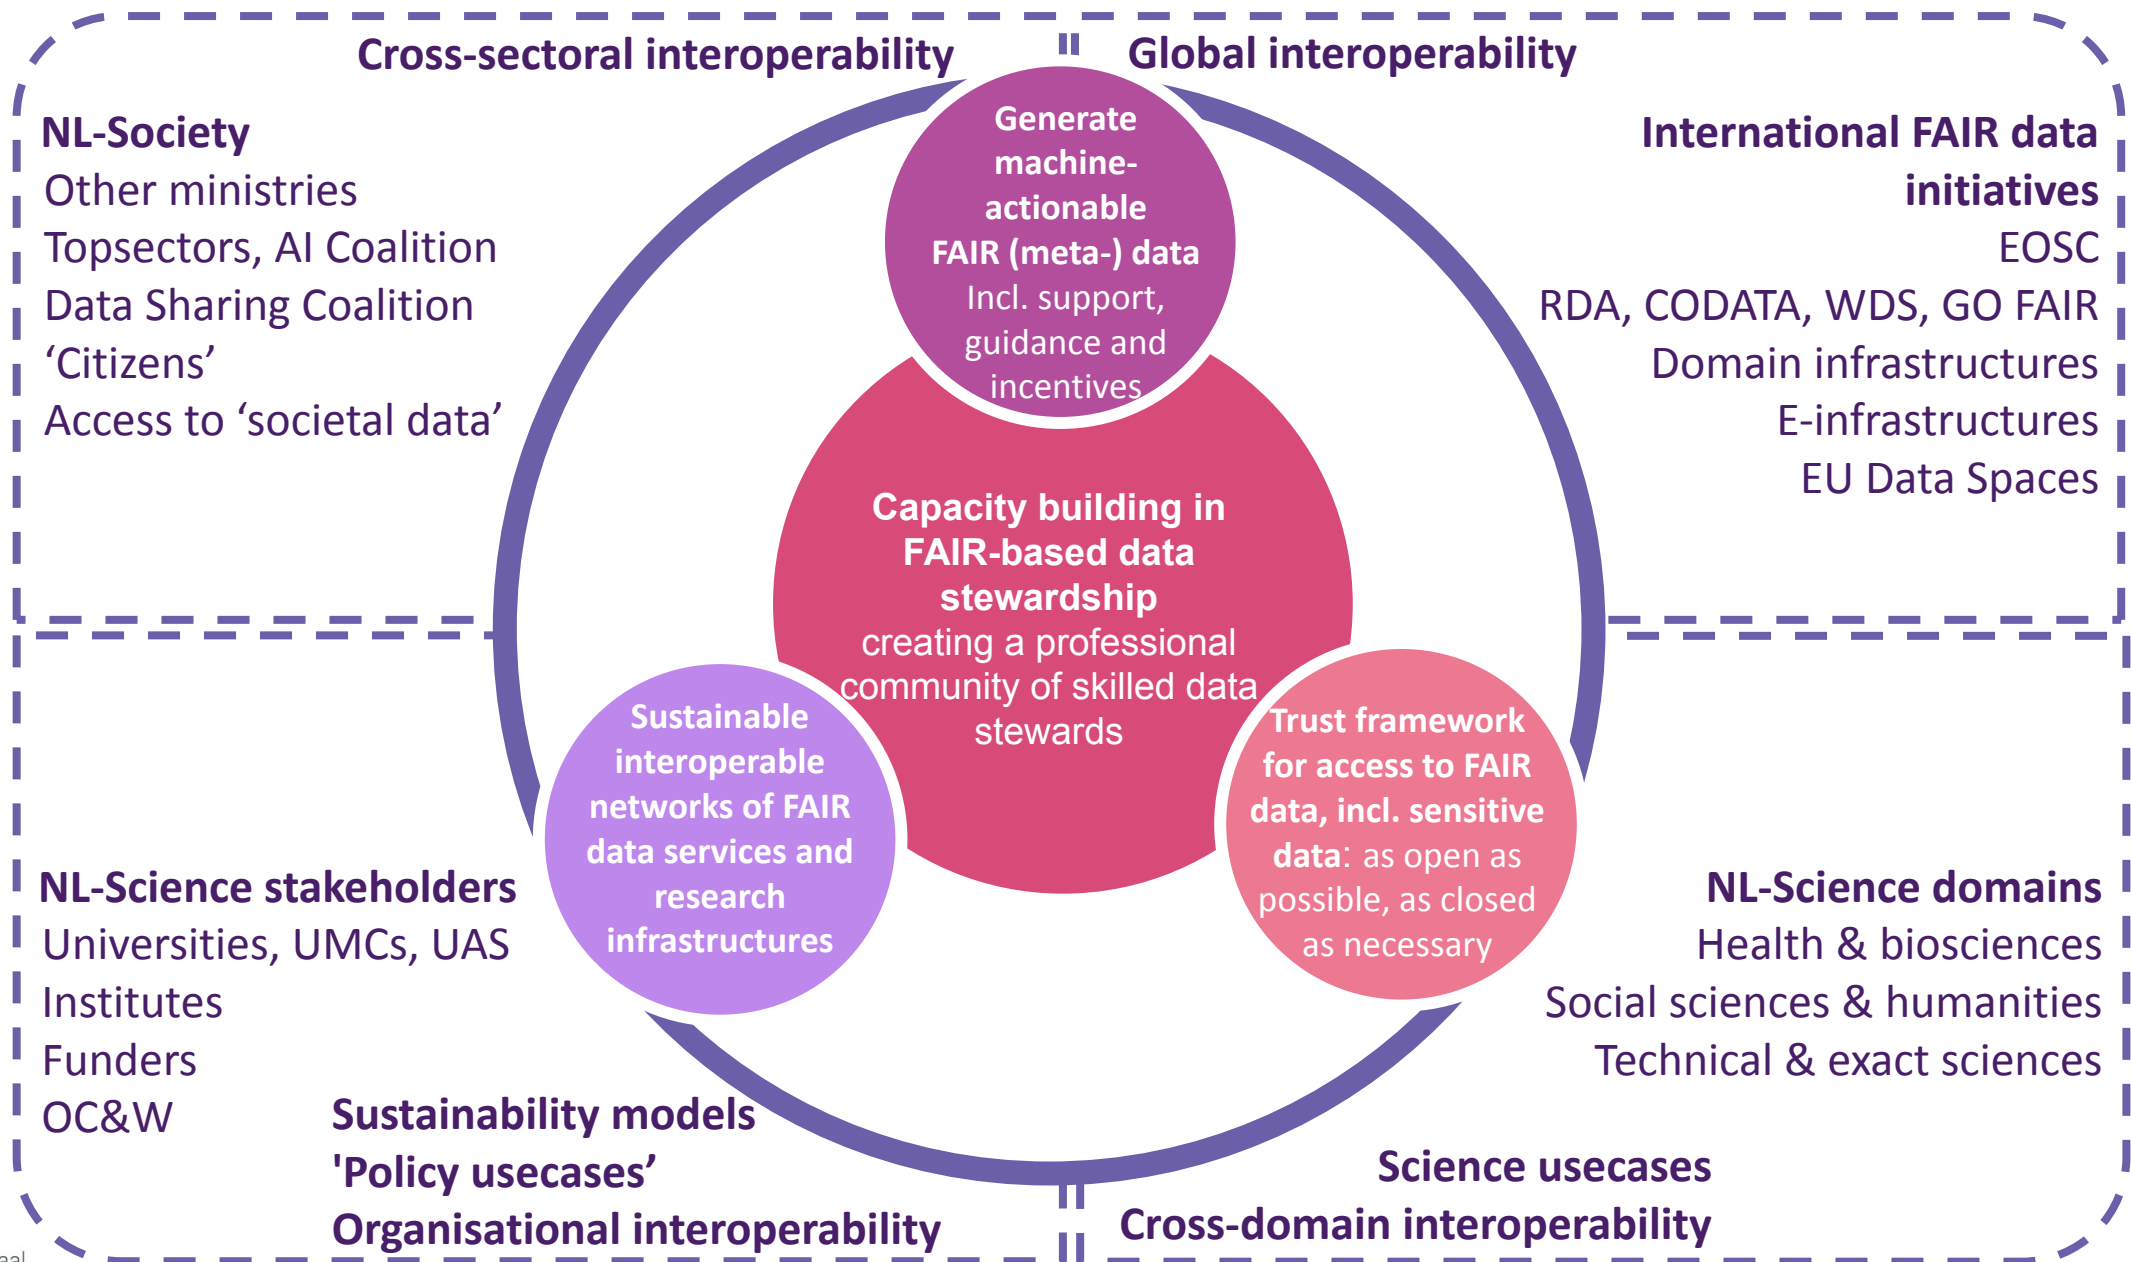 Cross-sectoral interoperability
Global interoperability
NL-Society
Other ministries
Topsectors, AI Coalition
Data Sharing Coalition
‘Citizens’
Access to ‘societal data’
Generate
machine-
actionable
FAIR (meta-) data
Incl. support,
guidance and
incentives
International FAIR data
initiatives
EOSC
RDA, CODATA, WDS, GO FAIR
Domain infrastructures
E-infrastructures
EU Data Spaces
Capacity building in
FAIR-based data
stewardship
creating a professional
community of skilled data
stewards
Sustainable
interoperable
networks of FAIR
data services and
research
infrastructures
Trust framework
for access to FAIR
data, incl. sensitive
data: as open as
possible, as closed
as necessary
NL-Science stakeholders
Universities, UMCs, UAS
Institutes
Funders
OC&W
Sustainability models
'Policy usecases’
Organisational interoperability
NL-Science domains
Health & biosciences
Social sciences & humanities
Technical & exact sciences
Science usecases
Cross-domain interoperability